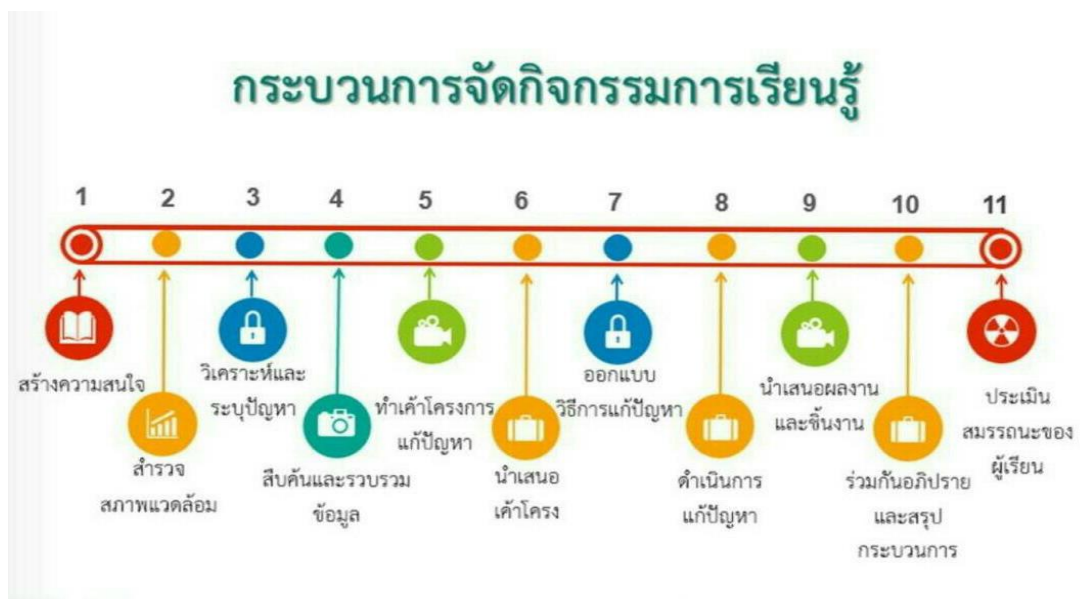 กระบวนการจัดกิจกรรมการเรียนรู้
1 2 3 4 5 6 7 8 9 10 11
สร้างความสนใจ
สำรวจ
สภาพแวดล้อม
วิเคราะห์และ
ระบุปัญหา
สืบค้นและรวบรวม
ข้อมูล
ทำเค้าโครงการ
แก้ปัญหา
นำเสนอ
เค้าโครง
ออกแบบ
วิธีการแก้ปัญหา
ดำเนินการ
แก้ปัญหา
นำเสนอผลงาน
และชิ้นงาน
ร่วมกันอภิปราย
และสรุป
กระบวนการ
ประเมิน
สมรรถนะของ
ผู้เรียน